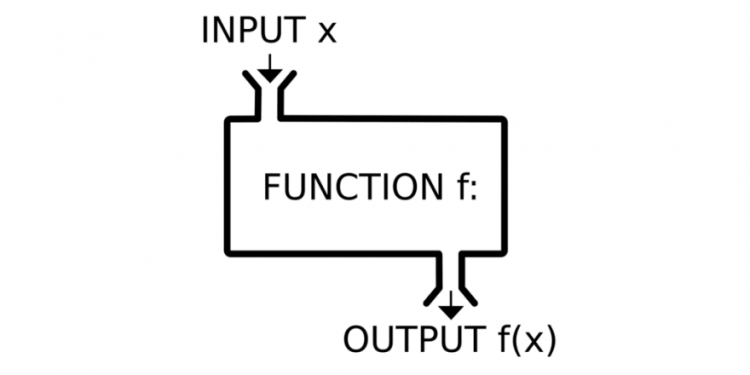 INPUT x
FUNCTION f:
OUTPUT f(x)